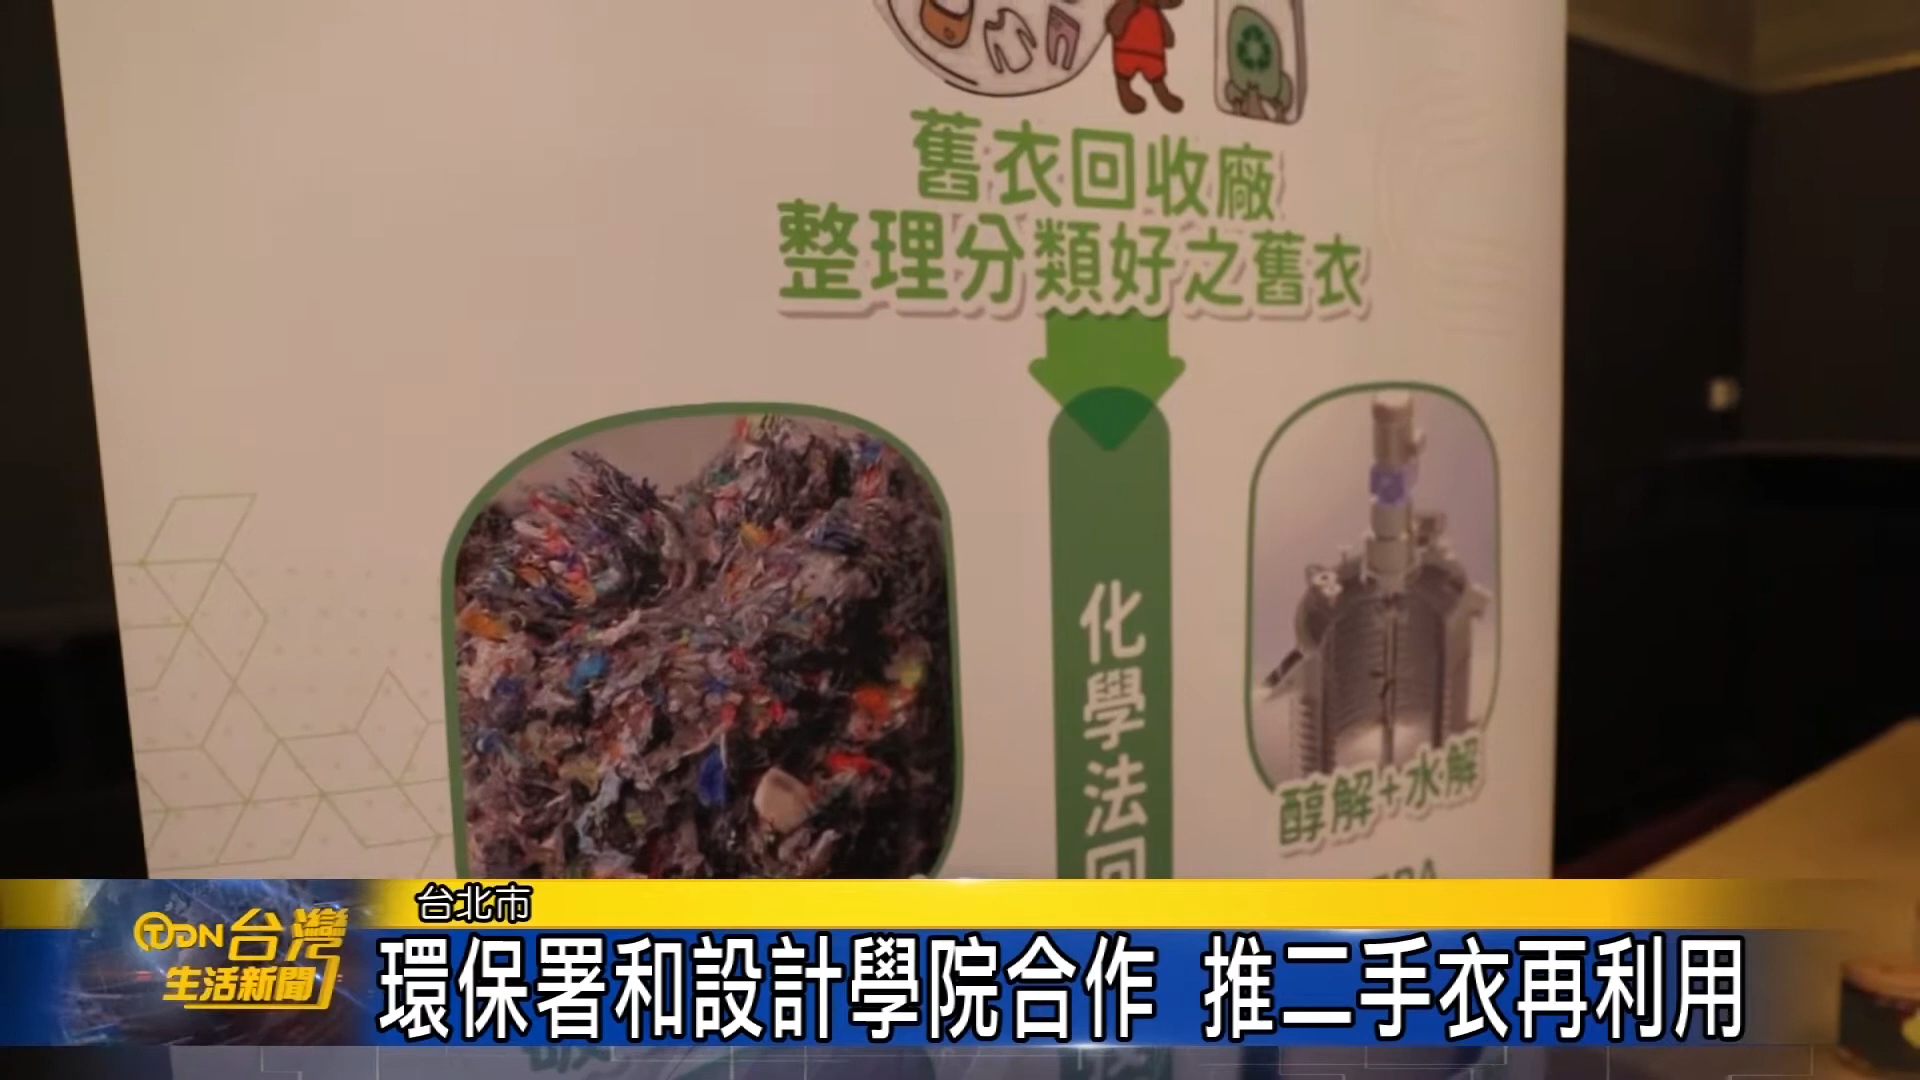 舊衣回收廠
整理分類好之舊衣
化學法回
醇解+水解
台北市
TDN台灣
生活新聞
環保署和設計學院合作 推二手衣再利用